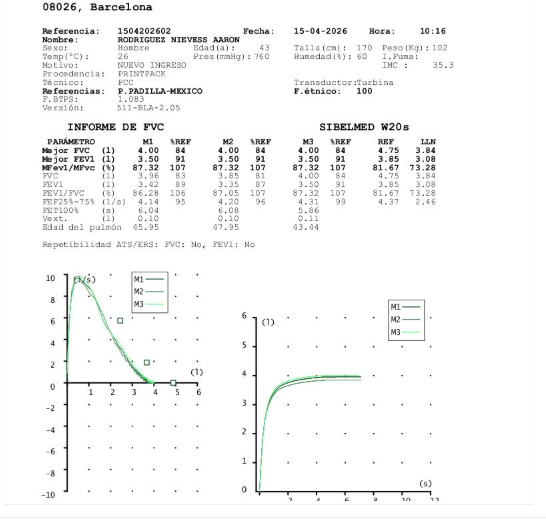 08026, Barcelona
Referencia: 1504202602 Fecha: 15-04-2026 Hora: 10:16
Nombre: RODRIGUEZ NIEVESS AARON
Sexo: Hombre Edad(a): 43 Talla(cm): 170 Peso(Kg): 102
Temp(°C): 26 Pres(mmHg): 760 Humedad(%): 60 I.Fuma:
Motivo: NUEVO INGRESO IMC : 35.3
Procedencia: PRINTPACK
Técnico: PCC Transductor:Turbina
Referencias: P.PADILLA-MEXICO F.étnico: 100
F.BTPS: 1.083
Versión: 511-BLA-2.05
INFORME DE FVC SIBELMED W20s
PARÁMETRO M1 %REF M2 %REF M3 %REF REF LLN
Mejor FVC (l) 4.00 84 4.00 84 4.00 84 4.75 3.84
Mejor FEV1 (l) 3.50 91 3.50 91 3.50 91 3.85 3.08
MFev1/MFvc (%) 87.32 107 87.32 107 87.32 107 81.67 73.28
FVC (l) 3.96 83 3.85 81 4.00 84 4.75 3.84
FEV1 (l) 3.42 89 3.35 87 3.50 91 3.85 3.08
FEV1/FVC (%) 86.28 106 87.05 107 87.32 107 81.67 73.28
FEF25%-75% (l/s) 4.14 95 4.20 96 4.31 99 4.37 2.46
FET100% (s) 6.04 6.08 5.86
Vext. (l) 0.10 0.10 0.11
Edad del pulmón 45.95 47.95 43.44
Repetibilidad ATS/ERS: FVC: No, FEV1: No
10 (l/s) M1
8 M2
6 M3
4
2
0 1 2 3 4 5 6 (l)
-2
-4
-6
-8
-10
6 (l) M1
5 M2
4 M3
3
2
1
0 (s)
2 4 6 8 10 12